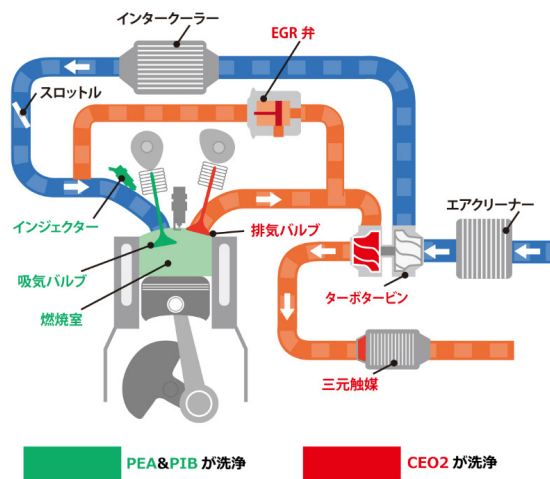 インタークーラー
EGR 弁
スロットル
インジェクター
排気バルブ
エアクリーナー
吸気バルブ
ターボタービン
燃焼室
三元触媒
PEA&PIB が洗浄
CEO2 が洗浄